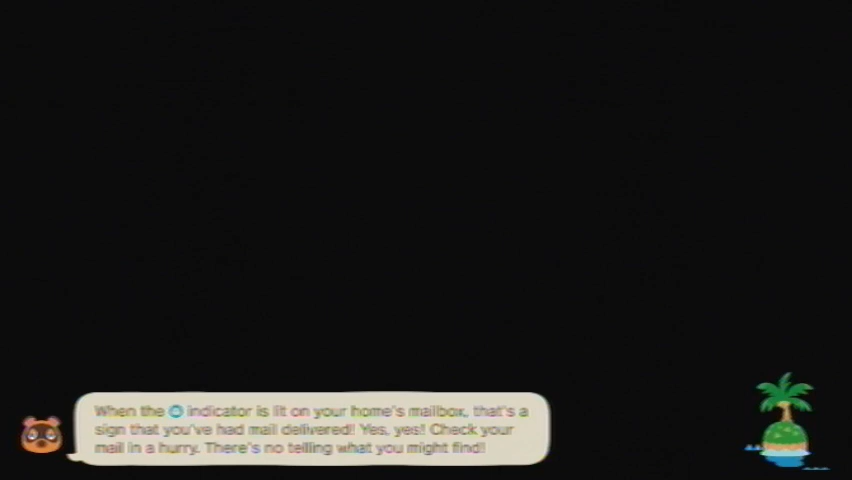 When the indicator is lit on your home's mailbox, that's a
sign that you've had mail delivered! Yes, yes! Check your
mail in a hurry. There's no telling what you might find!